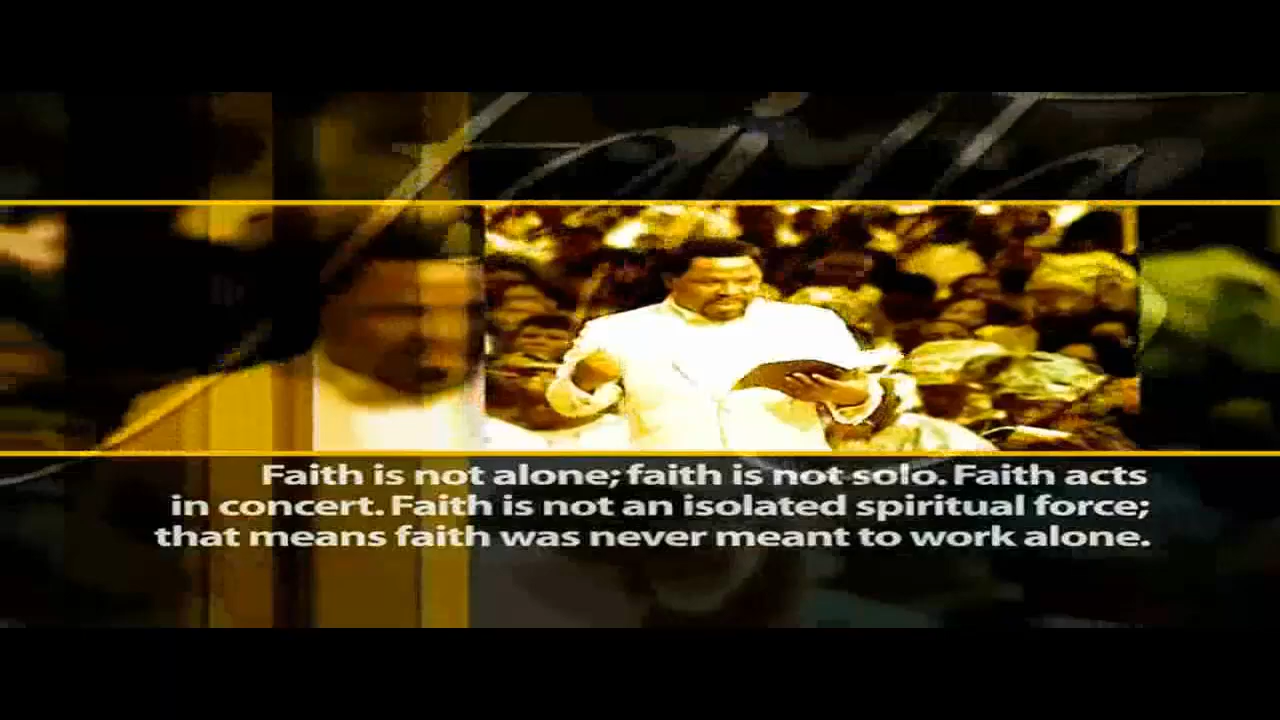 Faith
Faith is not alone; faith is not solo. Faith acts
in concert. Faith is not an isolated spiritual force;
that means faith was never meant to work alone.